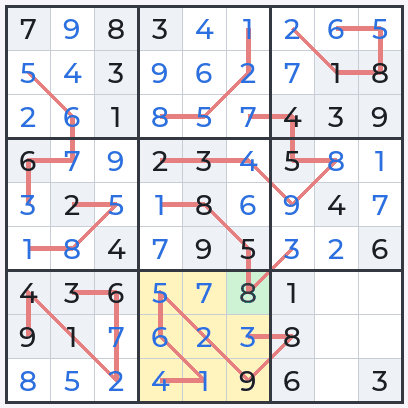 7 9 8 3 4 1 2 6 5
5 4 3 9 6 2 7 1 8
2 6 1 8 5 7 4 3 9
6 7 9 2 3 4 5 8 1
3 2 5 1 8 6 9 4 7
1 8 4 7 9 5 3 2 6
4 3 6 5 7 8 1
9 1 7 6 2 3 8
8 5 2 4 1 9 6 3